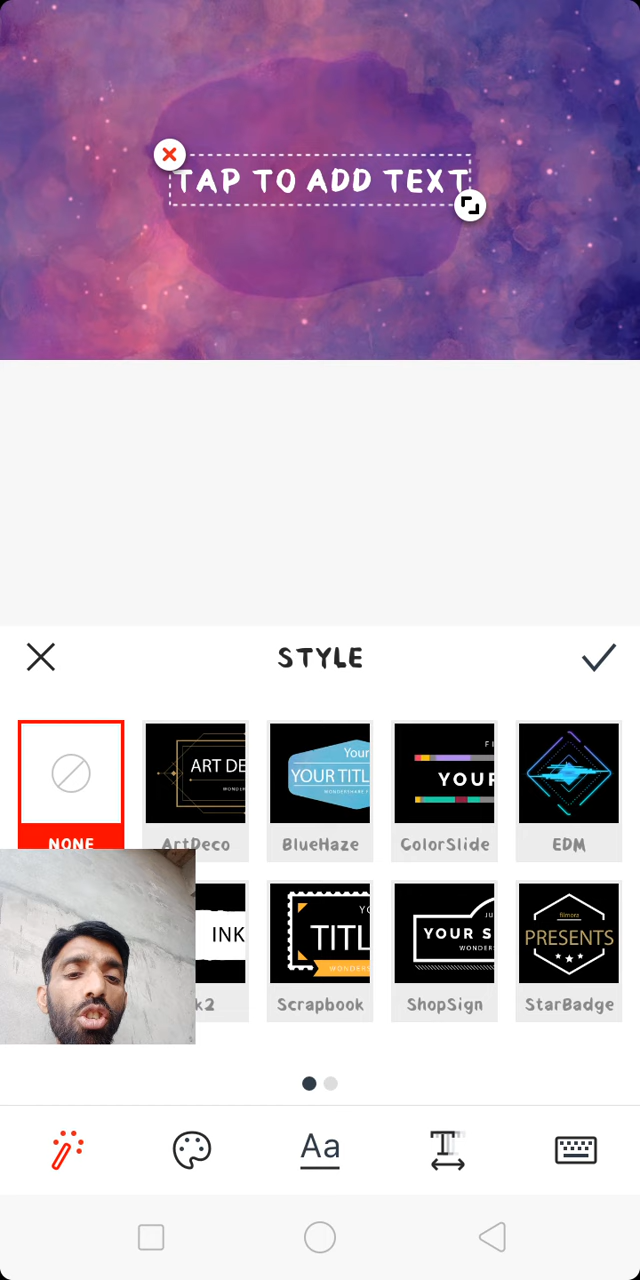 TAP TO ADD TEXT
STYLE
ART DE
WONDER
Your
YOUR TITL
WONDERSHARE F
FI
YOUR
NONE
ArtDeco
BlueHaze
ColorSlide
EDM
INK
YO
TITL
WONDERS
JU
YOUR S
WONDERS
filmora
PRESENTS
k2
Scrapbook
ShopSign
StarBadge
Aa
T